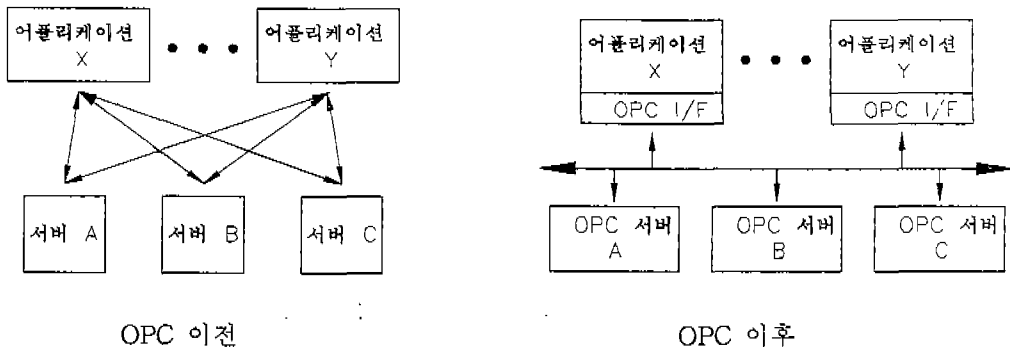 어플리케이션
X
어플리케이션
Y
서버 A
서버 B
서버 C
OPC 이전
어플리케이션
X
OPC I/F
어플리케이션
Y
OPC I/F
OPC 서버
A
OPC 서버
B
OPC 서버
C
OPC 이후